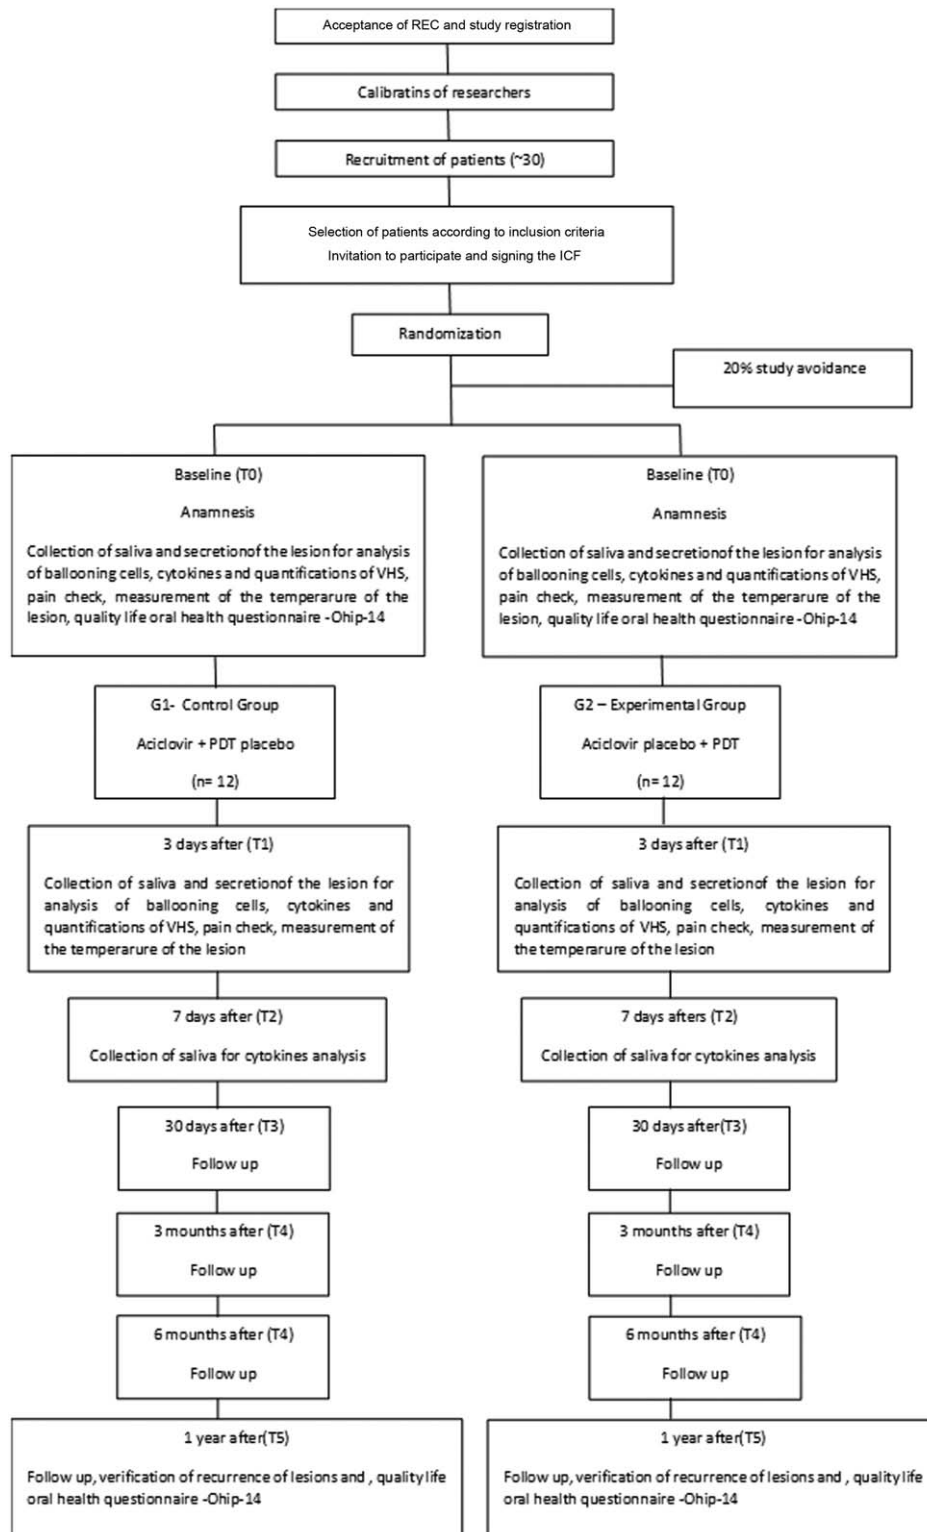 Acceptance of REC and study registration
Calibratins of researchers
Recruitment of patients (~30)
Selection of patients according to inclusion criteria
Invitation to participate and signing the ICF
Randomization
20% study avoidance
Baseline (T0)
Anamnesis
Collection of saliva and secretionof the lesion for analysis
of ballooning cells, cytokines and quantifications of VHS,
pain check, measurement of the temperarure of the
lesion, quality life oral health questionnaire -Ohip-14
Baseline (T0)
Anamnesis
Collection of saliva and secretionof the lesion for analysis
of ballooning cells, cytokines and quantifications of VHS,
pain check, measurement of the temperarure of the
lesion, quality life oral health questionnaire -Ohip-14
G1- Control Group
Aciclovir + PDT placebo
(n= 12)
G2 – Experimental Group
Aciclovir placebo + PDT
(n= 12)
3 days after (T1)
Collection of saliva and secretionof the lesion for
analysis of ballooning cells, cytokines and
quantifications of VHS, pain check, measurement of
the temperarure of the lesion
3 days after (T1)
Collection of saliva and secretionof the lesion for
analysis of ballooning cells, cytokines and
quantifications of VHS, pain check, measurement of
the temperarure of the lesion
7 days after (T2)
Collection of saliva for cytokines analysis
7 days afters (T2)
Collection of saliva for cytokines analysis
30 days after (T3)
Follow up
30 days after(T3)
Follow up
3 mounths after (T4)
Follow up
3 mounths after (T4)
Follow up
6 mounths after (T4)
Follow up
6 mounths after (T4)
Follow up
1 year after(T5)
Follow up, verification of recurrence of lesions and , quality life
oral health questionnaire -Ohip-14
1 year after(T5)
Follow up, verification of recurrence of lesions and , quality life
oral health questionnaire -Ohip-14